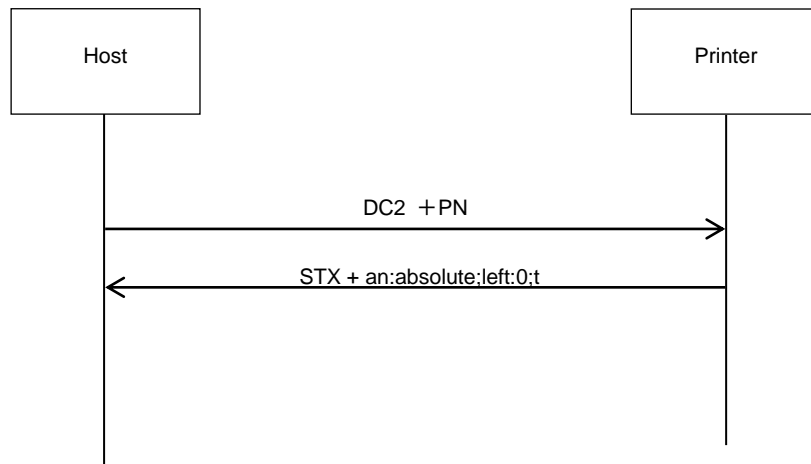 Host
Printer
DC2 ＋PN
STX + an:absolute;left:0;t